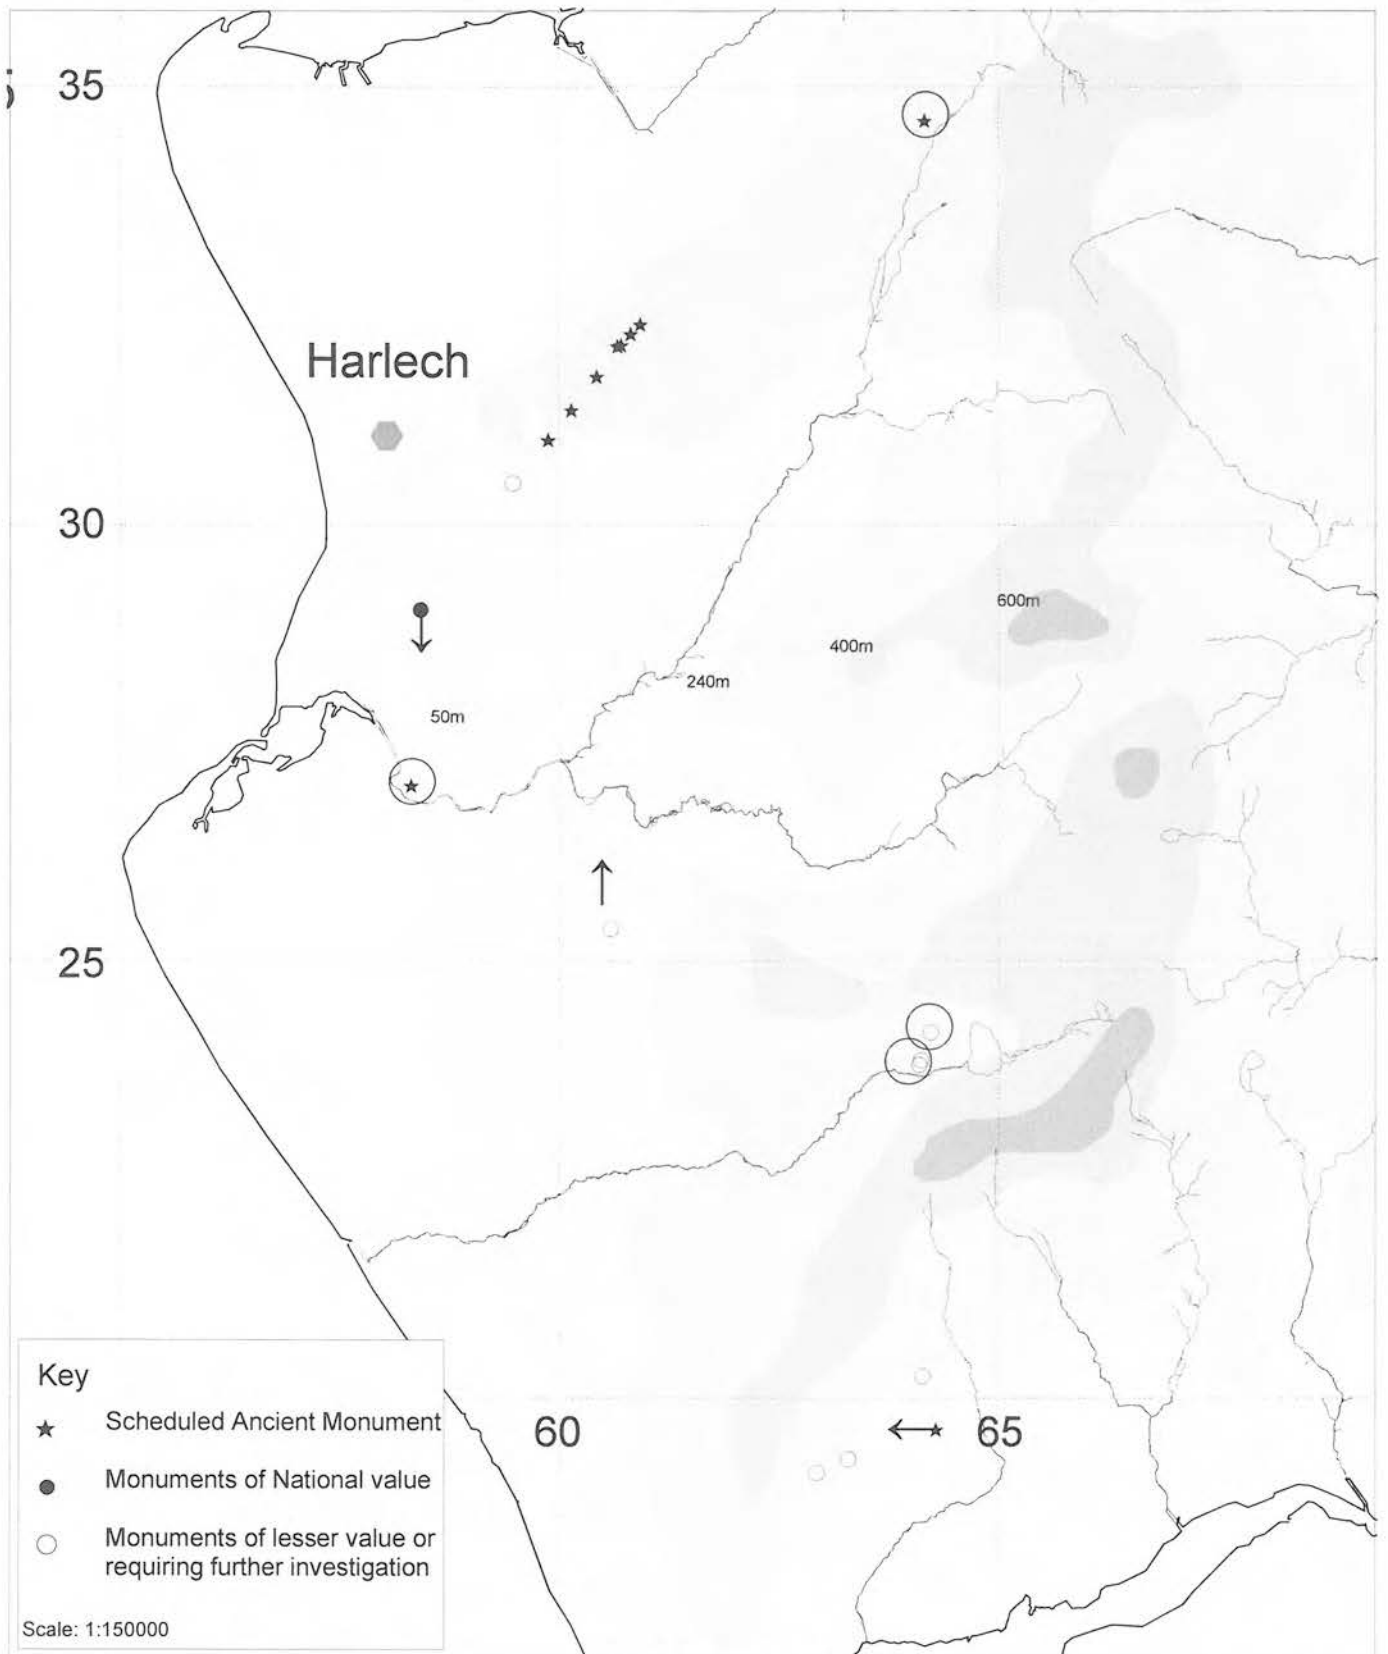 35
Harlech
30
600m
400m
240m
50m
25
Key
Scheduled Ancient Monument
60
65
Monuments of National value
Monuments of lesser value or
requiring further investigation
Scale: 1:150000